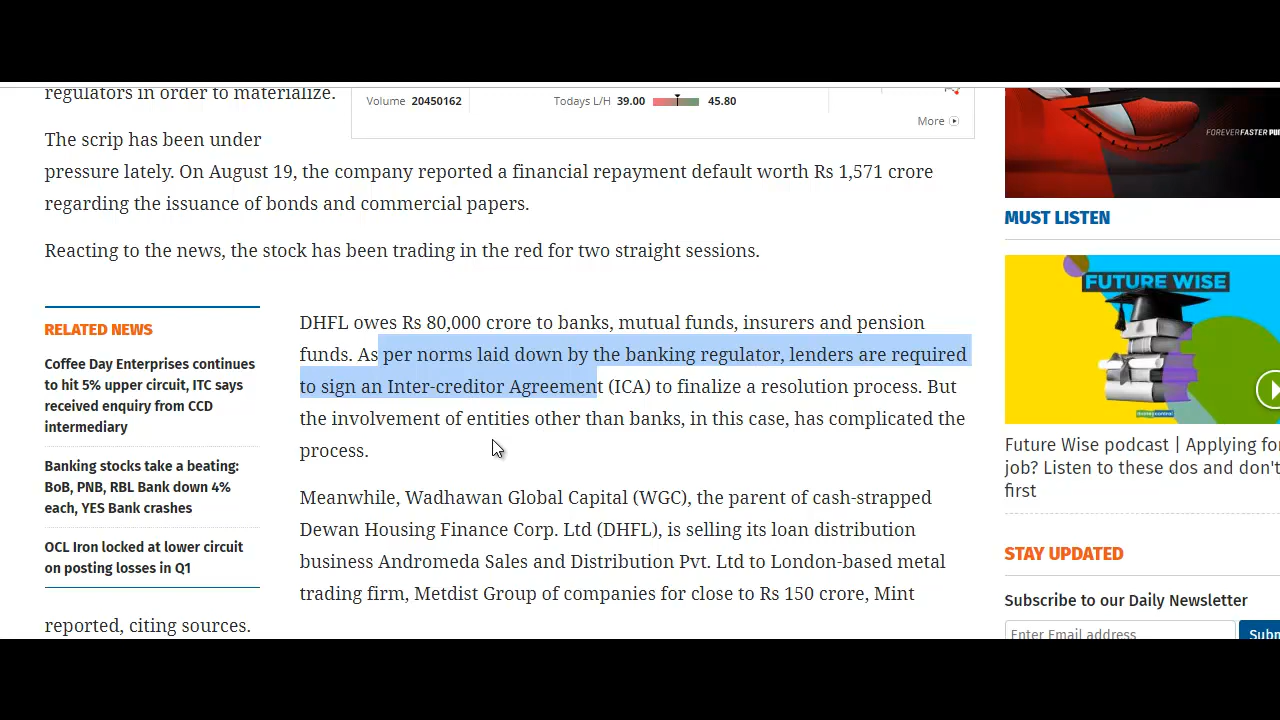 regulators in order to materialize.
Volume 20450162
Todays L/H 39.00 45.80
More
The scrip has been under
pressure lately. On August 19, the company reported a financial repayment default worth Rs 1,571 crore
regarding the issuance of bonds and commercial papers.
Reacting to the news, the stock has been trading in the red for two straight sessions.
RELATED NEWS
Coffee Day Enterprises continues
to hit 5% upper circuit, ITC says
received enquiry from CCD
intermediary
Banking stocks take a beating:
BoB, PNB, RBL Bank down 4%
each, YES Bank crashes
OCL Iron locked at lower circuit
on posting losses in Q1
DHFL owes Rs 80,000 crore to banks, mutual funds, insurers and pension
funds. As per norms laid down by the banking regulator, lenders are required
to sign an Inter-creditor Agreement (ICA) to finalize a resolution process. But
the involvement of entities other than banks, in this case, has complicated the
process.
Meanwhile, Wadhawan Global Capital (WGC), the parent of cash-strapped
Dewan Housing Finance Corp. Ltd (DHFL), is selling its loan distribution
business Andromeda Sales and Distribution Pvt. Ltd to London-based metal
trading firm, Metdist Group of companies for close to Rs 150 crore, Mint
reported, citing sources.
FOREVER FASTER PU
MUST LISTEN
FUTURE WISE
moneycontrol
Future Wise podcast | Applying for
job? Listen to these dos and don't
first
STAY UPDATED
Subscribe to our Daily Newsletter
Enter Email address
Subm